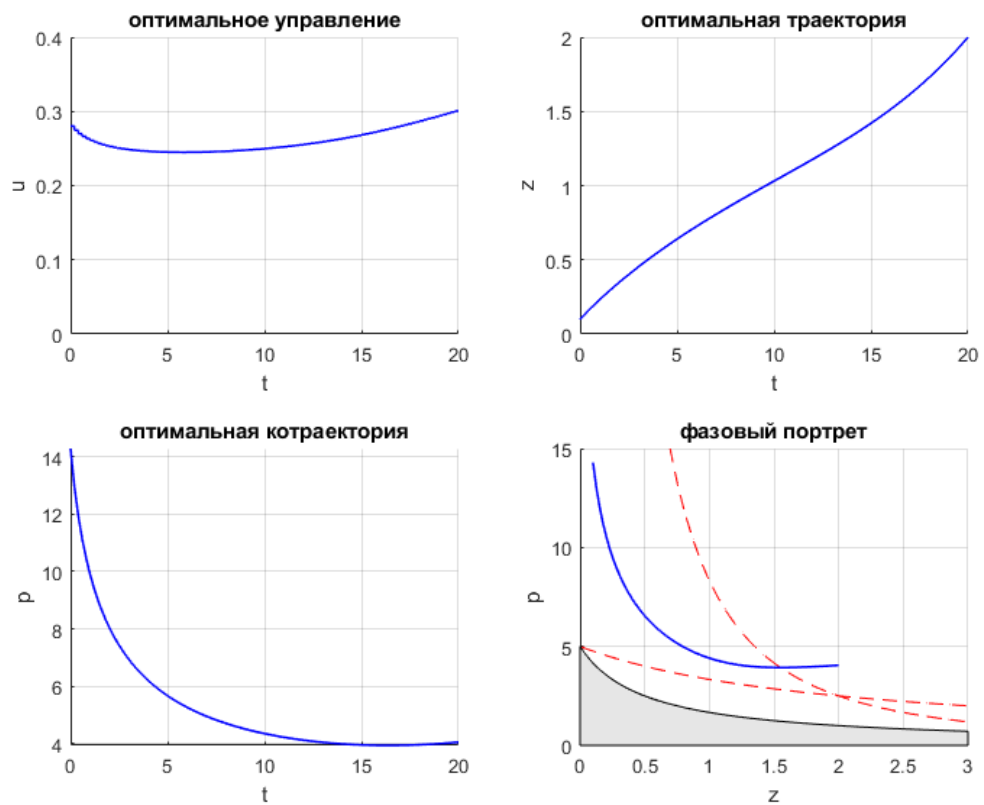 оптимальное управление
0.4
0.3
0.2
0.1
0
u
0 5 10 15 20
t
оптимальная траектория
2
1.5
1
0.5
0
z
0 5 10 15 20
t
оптимальная котраектория
14
12
10
8
6
4
p
0 5 10 15 20
t
фазовый портрет
15
10
5
0
p
0 0.5 1 1.5 2 2.5 3
z